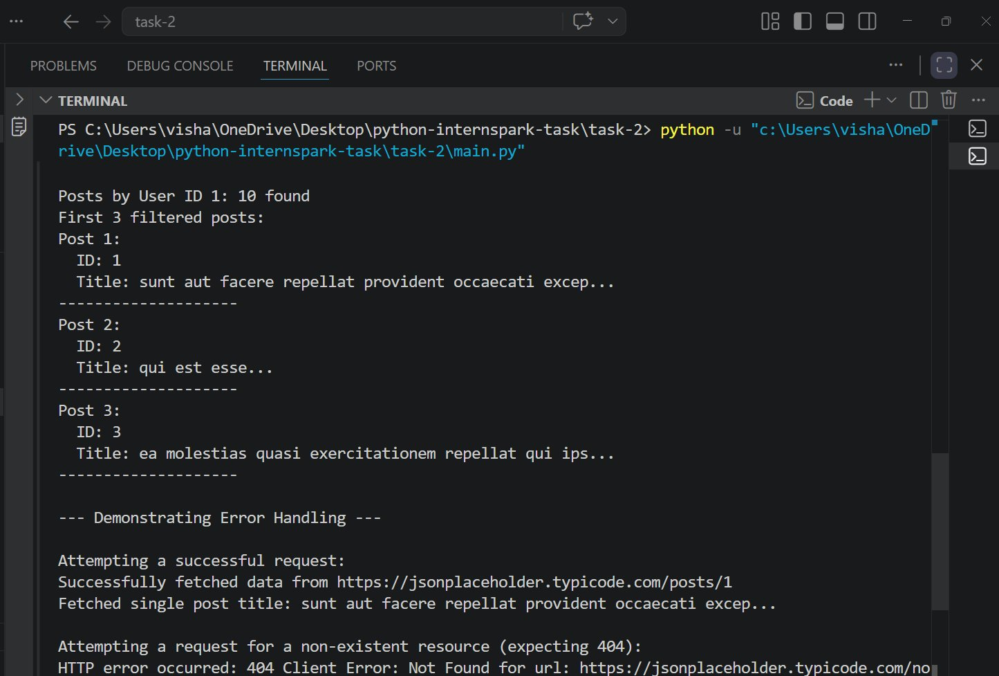 task-2
PROBLEMS DEBUG CONSOLE TERMINAL PORTS
TERMINAL Code
PS C:\Users\visha\OneDrive\Desktop\python-internspark-task\task-2> python -u "c:\Users\visha\OneD
rive\Desktop\python-internspark-task\task-2\main.py"
Posts by User ID 1: 10 found
First 3 filtered posts:
Post 1:
  ID: 1
  Title: sunt aut facere repellat provident occaecati excep...
--------------------
Post 2:
  ID: 2
  Title: qui est esse...
--------------------
Post 3:
  ID: 3
  Title: ea molestias quasi exercitationem repellat qui ips...
--------------------
--- Demonstrating Error Handling ---
Attempting a successful request:
Successfully fetched data from https://jsonplaceholder.typicode.com/posts/1
Fetched single post title: sunt aut facere repellat provident occaecati excep...
Attempting a request for a non-existent resource (expecting 404):
HTTP error occurred: 404 Client Error: Not Found for url: https://jsonplaceholder.typicode.com/no